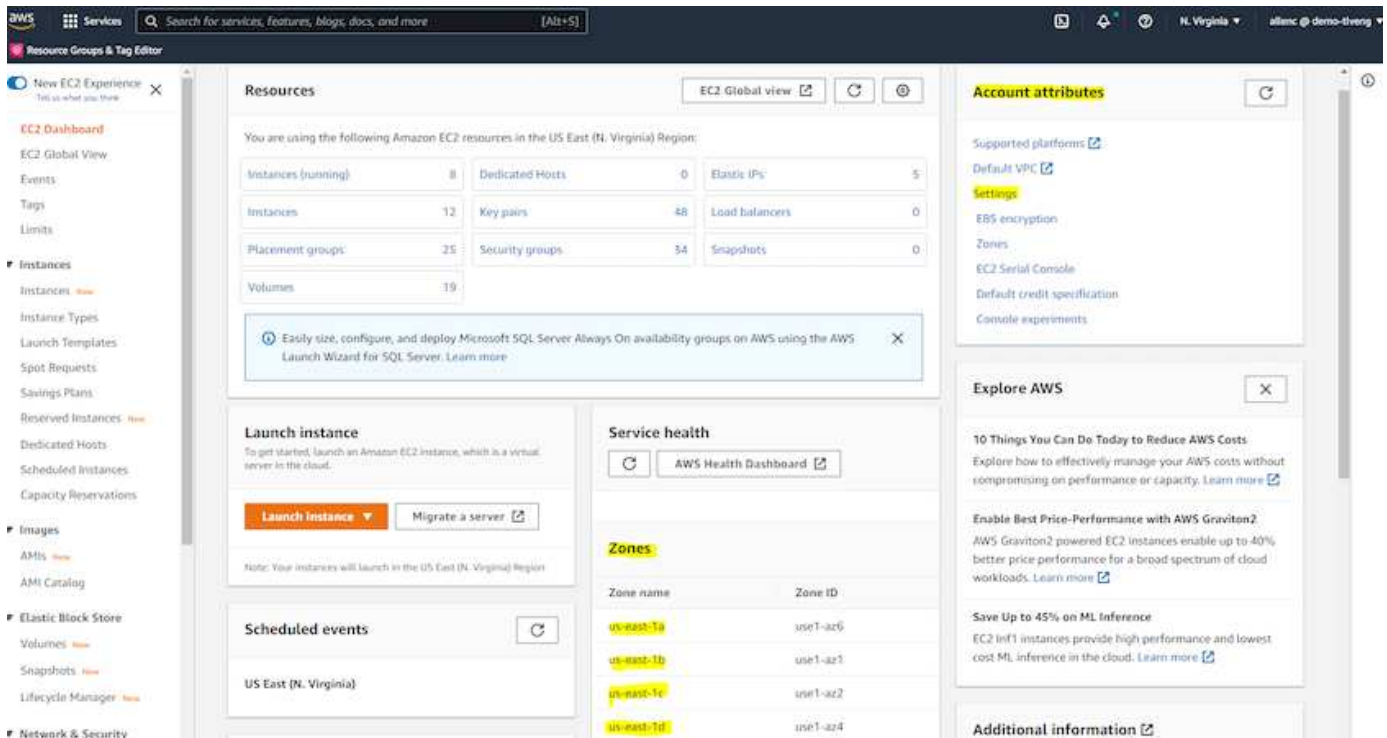 aws
Services
Search for services, features, blogs, docs, and more
[Alt+S]
N. Virginia
allenc @ demo-tlveng
Resource Groups & Tag Editor
New EC2 Experience
Tell us what you think
EC2 Dashboard
EC2 Global View
Events
Tags
Limits
Instances
Instances New
Instance Types
Launch Templates
Spot Requests
Savings Plans
Reserved Instances New
Dedicated Hosts
Scheduled Instances
Capacity Reservations
Images
AMIs New
AMI Catalog
Elastic Block Store
Volumes New
Snapshots New
Lifecycle Manager New
Network & Security
Resources
EC2 Global view
You are using the following Amazon EC2 resources in the US East (N. Virginia) Region:
Instances (running) 8
Dedicated Hosts 0
Elastic IPs 5
Instances 12
Key pairs 48
Load balancers 0
Placement groups 25
Security groups 34
Snapshots 0
Volumes 19
Easily size, configure, and deploy Microsoft SQL Server Always On availability groups on AWS using the AWS
Launch Wizard for SQL Server. Learn more
Launch instance
To get started, launch an Amazon EC2 instance, which is a virtual
server in the cloud.
Launch instance
Migrate a server
Note: Your instances will launch in the US East (N. Virginia) Region
Scheduled events
US East (N. Virginia)
Service health
AWS Health Dashboard
Zones
Zone name Zone ID
us-east-1a use1-az6
us-east-1b use1-az1
us-east-1c use1-az2
us-east-1d use1-az4
Account attributes
Supported platforms
Default VPC
Settings
EBS encryption
Zones
EC2 Serial Console
Default credit specification
Console experiments
Explore AWS
10 Things You Can Do Today to Reduce AWS Costs
Explore how to effectively manage your AWS costs without
compromising on performance or capacity. Learn more
Enable Best Price-Performance with AWS Graviton2
AWS Graviton2 powered EC2 instances enable up to 40%
better price performance for a broad spectrum of cloud
workloads. Learn more
Save Up to 45% on ML Inference
EC2 Inf1 instances provide high performance and lowest
cost ML inference in the cloud. Learn more
Additional information